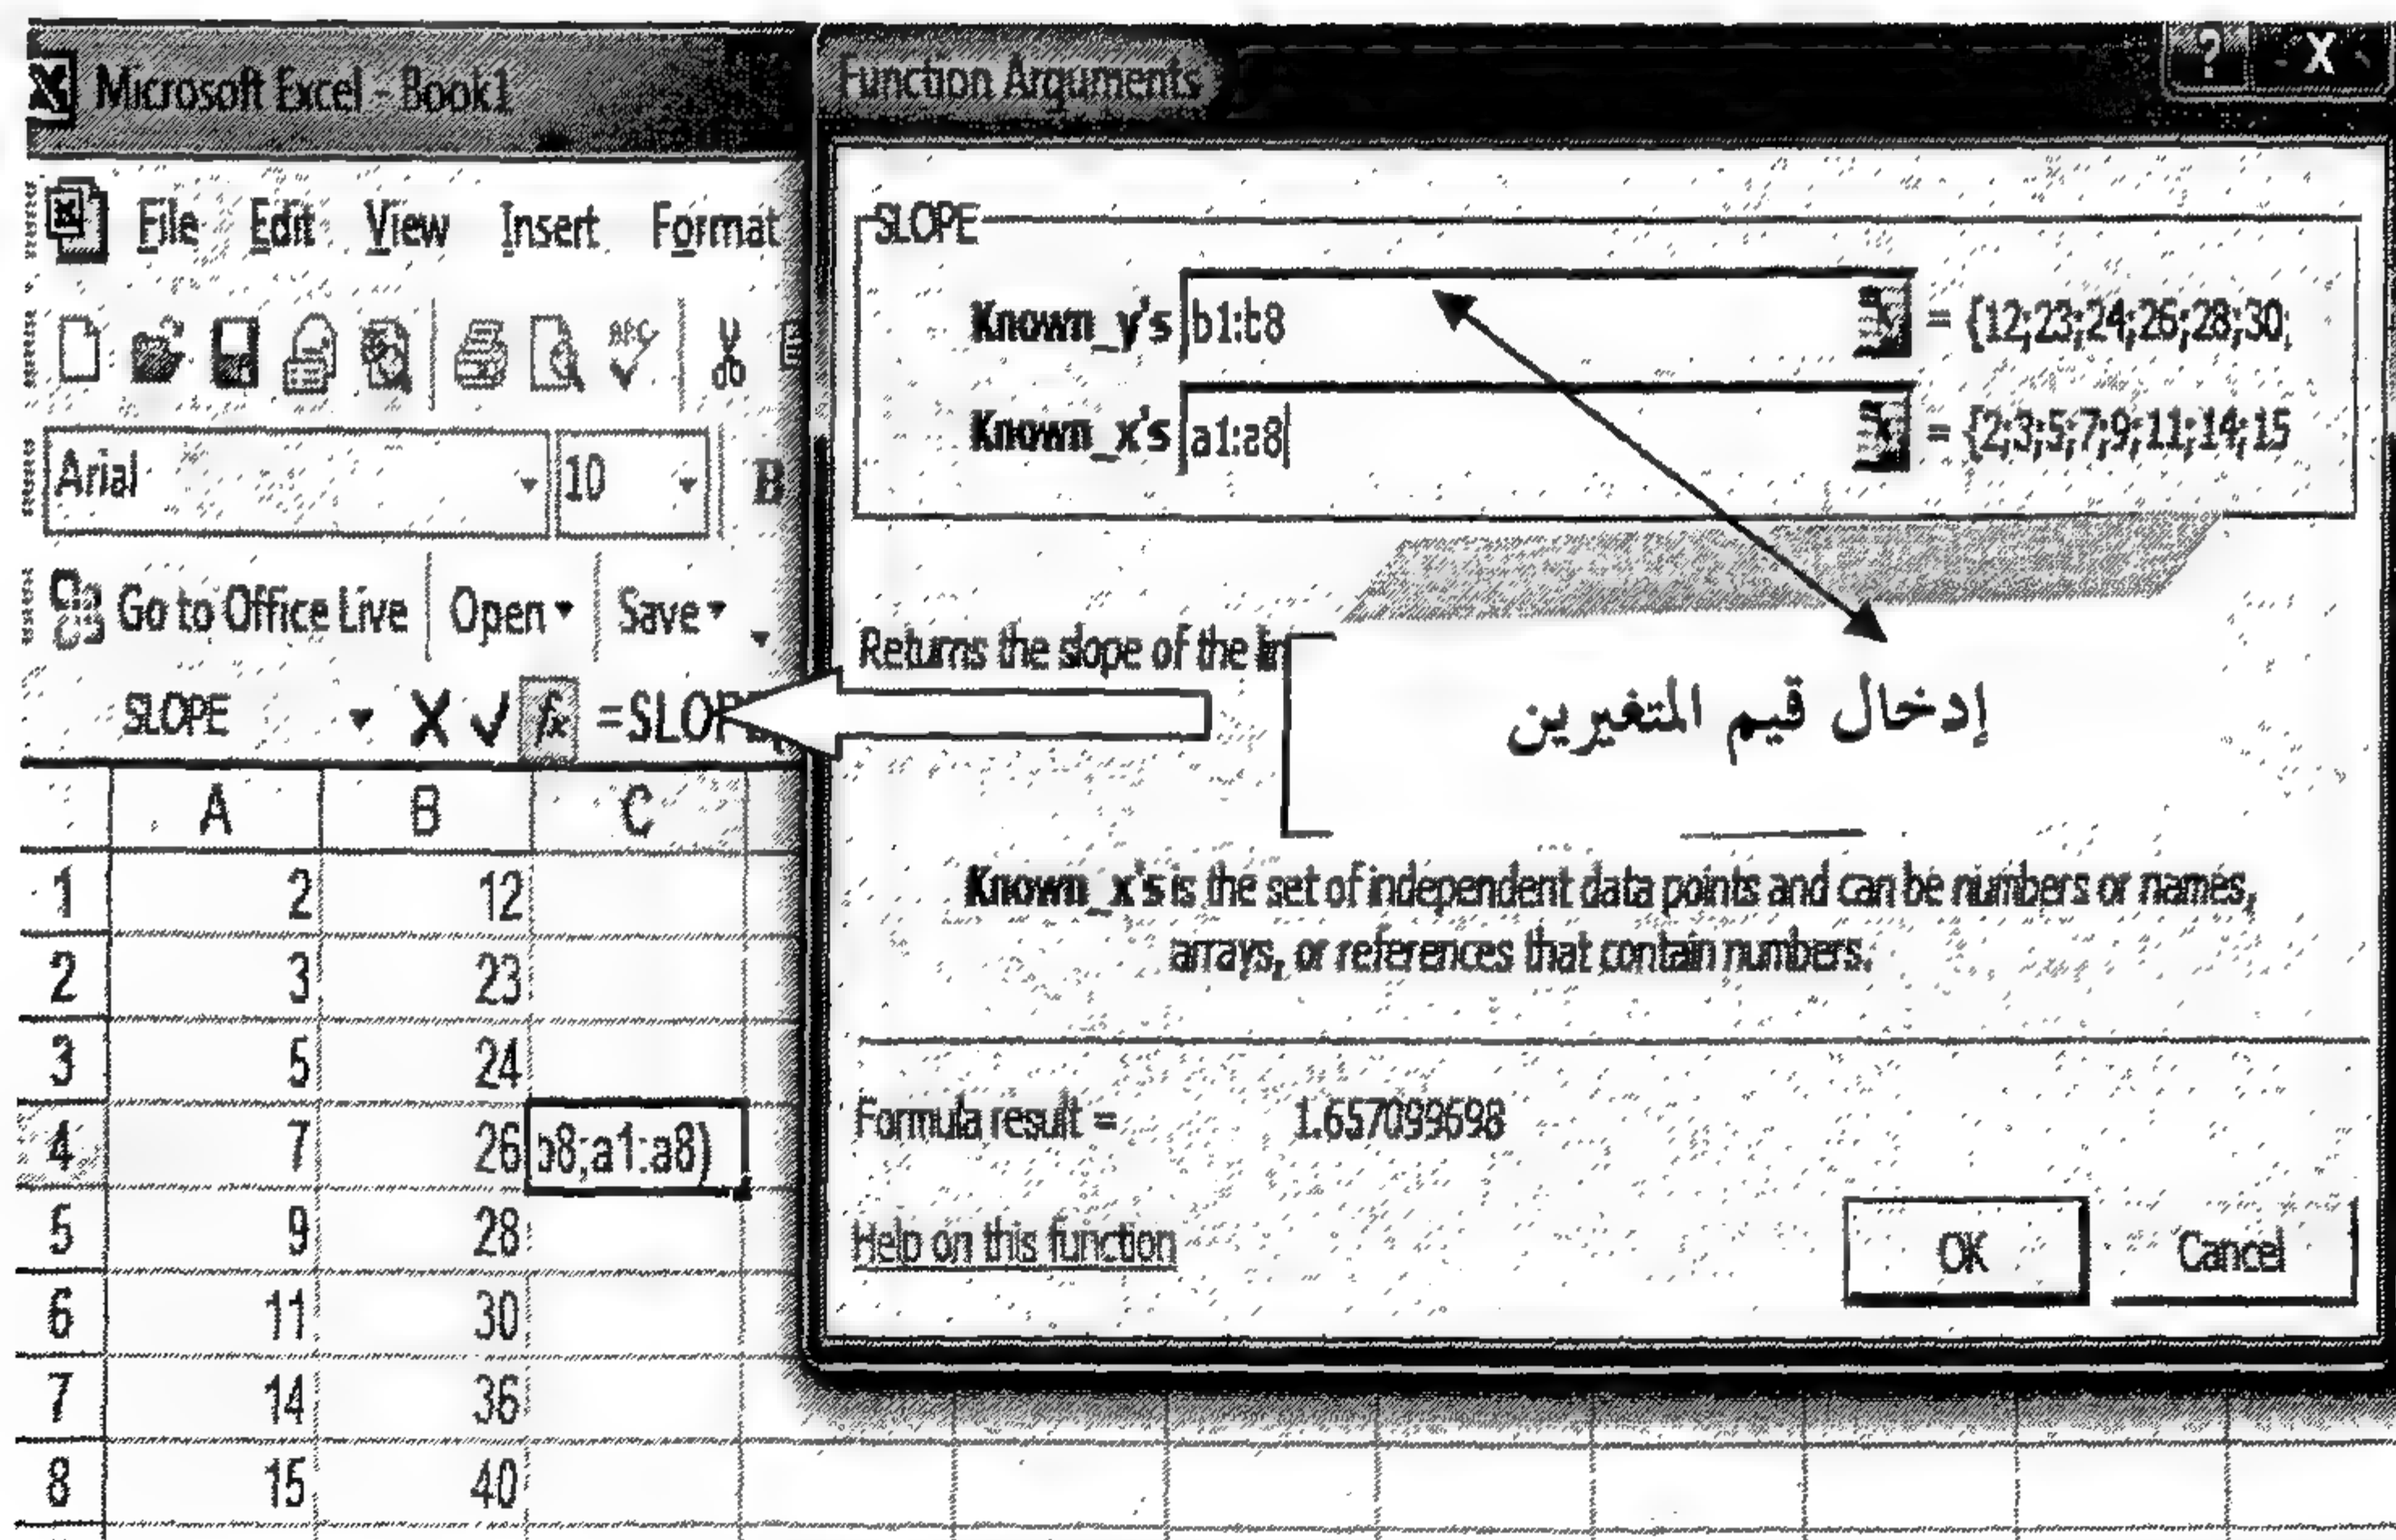 Microsoft Excel - Book1
File Edit View Insert Format
Arial 10 B
Go to Office Live Open Save
SLOPE X fx =SLOPE
A B C
1 2 12
2 3 23
3 5 24
4 7 26 b8;a1:a8)
5 9 28
6 11 30
7 14 36
8 15 40
Function Arguments ? X
SLOPE
Known_y's b1:b8 = {12;23;24;26;28;30;
Known_x's a1:a8 = {2;3;5;7;9;11;14;15
Returns the slope of the lin
إدخال قيم المتغيرين
Known_x's is the set of independent data points and can be numbers or names,
arrays, or references that contain numbers.
Formula result = 1.657099698
Help on this function
OK Cancel